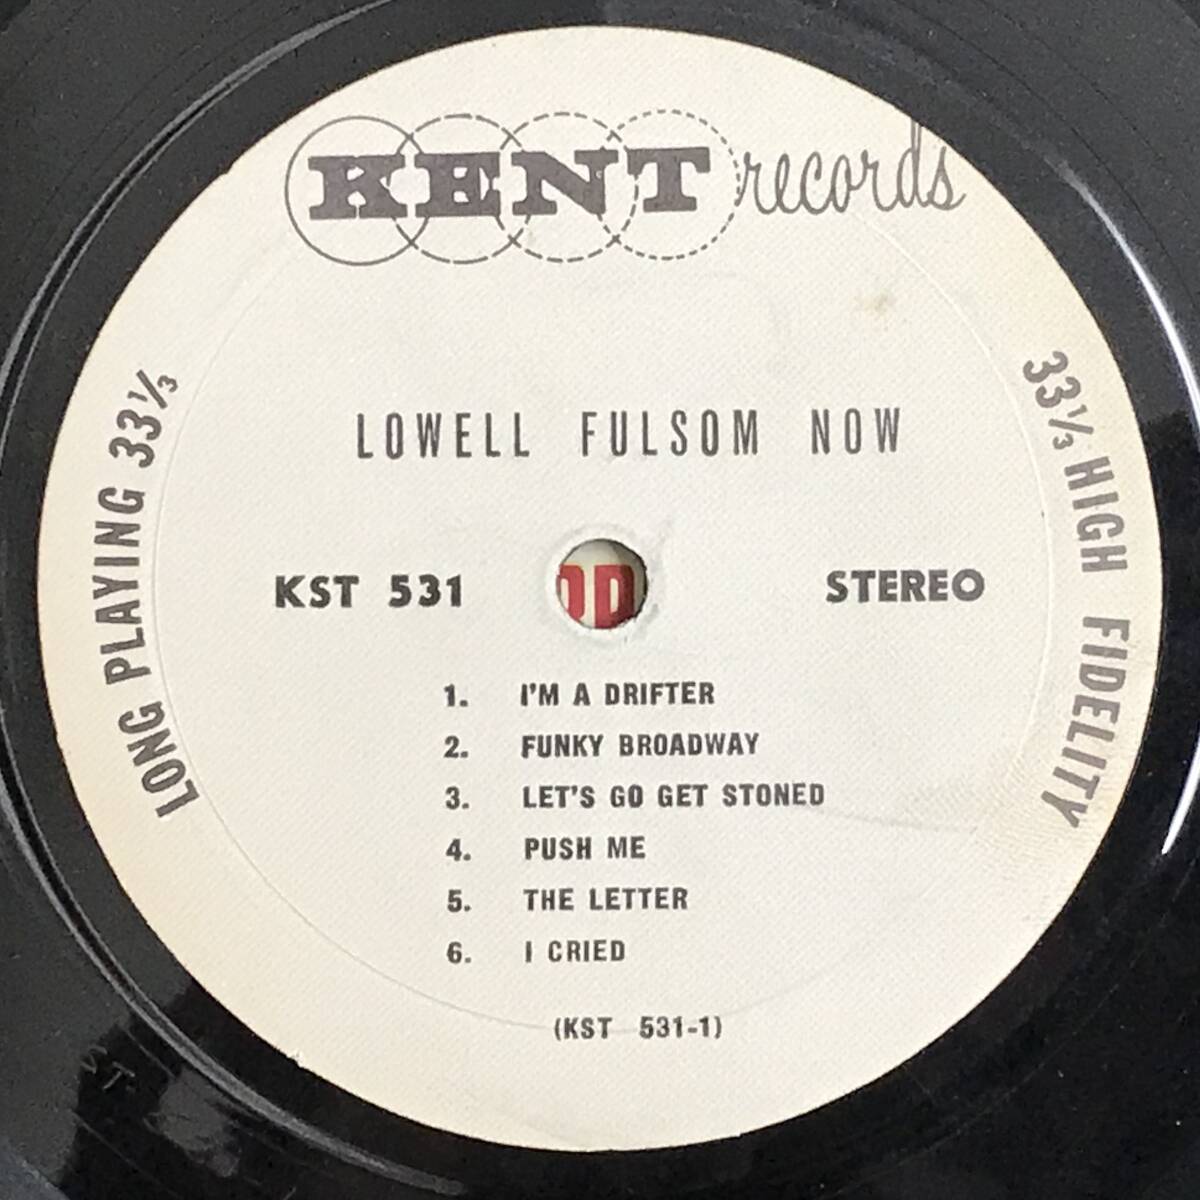 KENT records
LOWELL FULSOM NOW
LONG PLAYING 33⅓
33⅓ HIGH FIDELITY
KST 531
STEREO
1. I'M A DRIFTER
2. FUNKY BROADWAY
3. LET'S GO GET STONED
4. PUSH ME
5. THE LETTER
6. I CRIED
(KST 531-1)